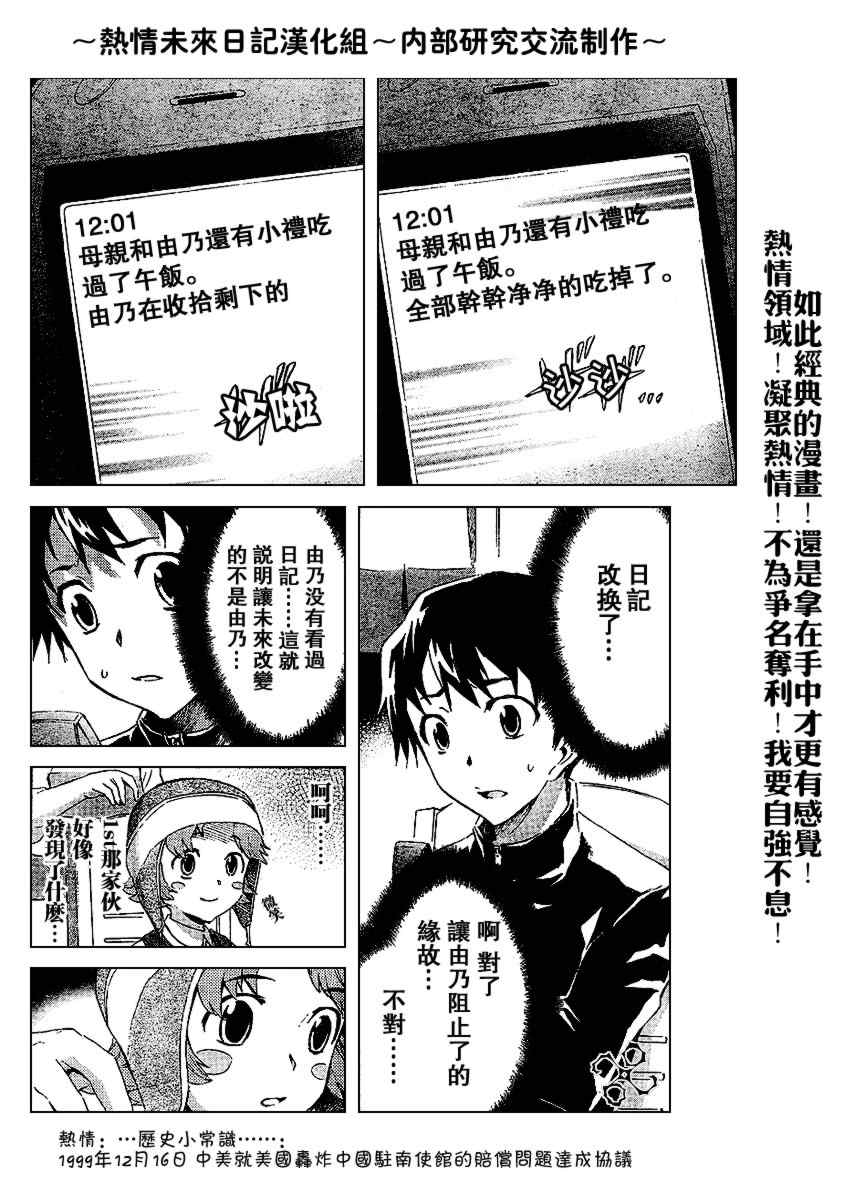 ～熱情未來日記漢化組～内部研究交流制作～
如此經典的漫畫！還是拿在手中才更有感覺！
熱情領域！凝聚熱情！不為爭名奪利！我要自強不息！
12:01
母親和由乃還有小禮吃
過了午飯。
全部幹幹净净的吃掉了。
沙沙…
12:01
母親和由乃還有小禮吃
過了午飯。
由乃在收拾剩下的
沙啦
日記
改換了…
啊 對了
讓由乃阻止了的
緣故…
不對……
由乃没有看過
日記……這就
説明讓未來改變
的不是由乃…
呵呵……
微笑
1st那家伙
好像
發現了什麽…
熱情：…歷史小常識……：
1999年12月16日 中美就美國轟炸中國駐南使館的賠償問題達成協議